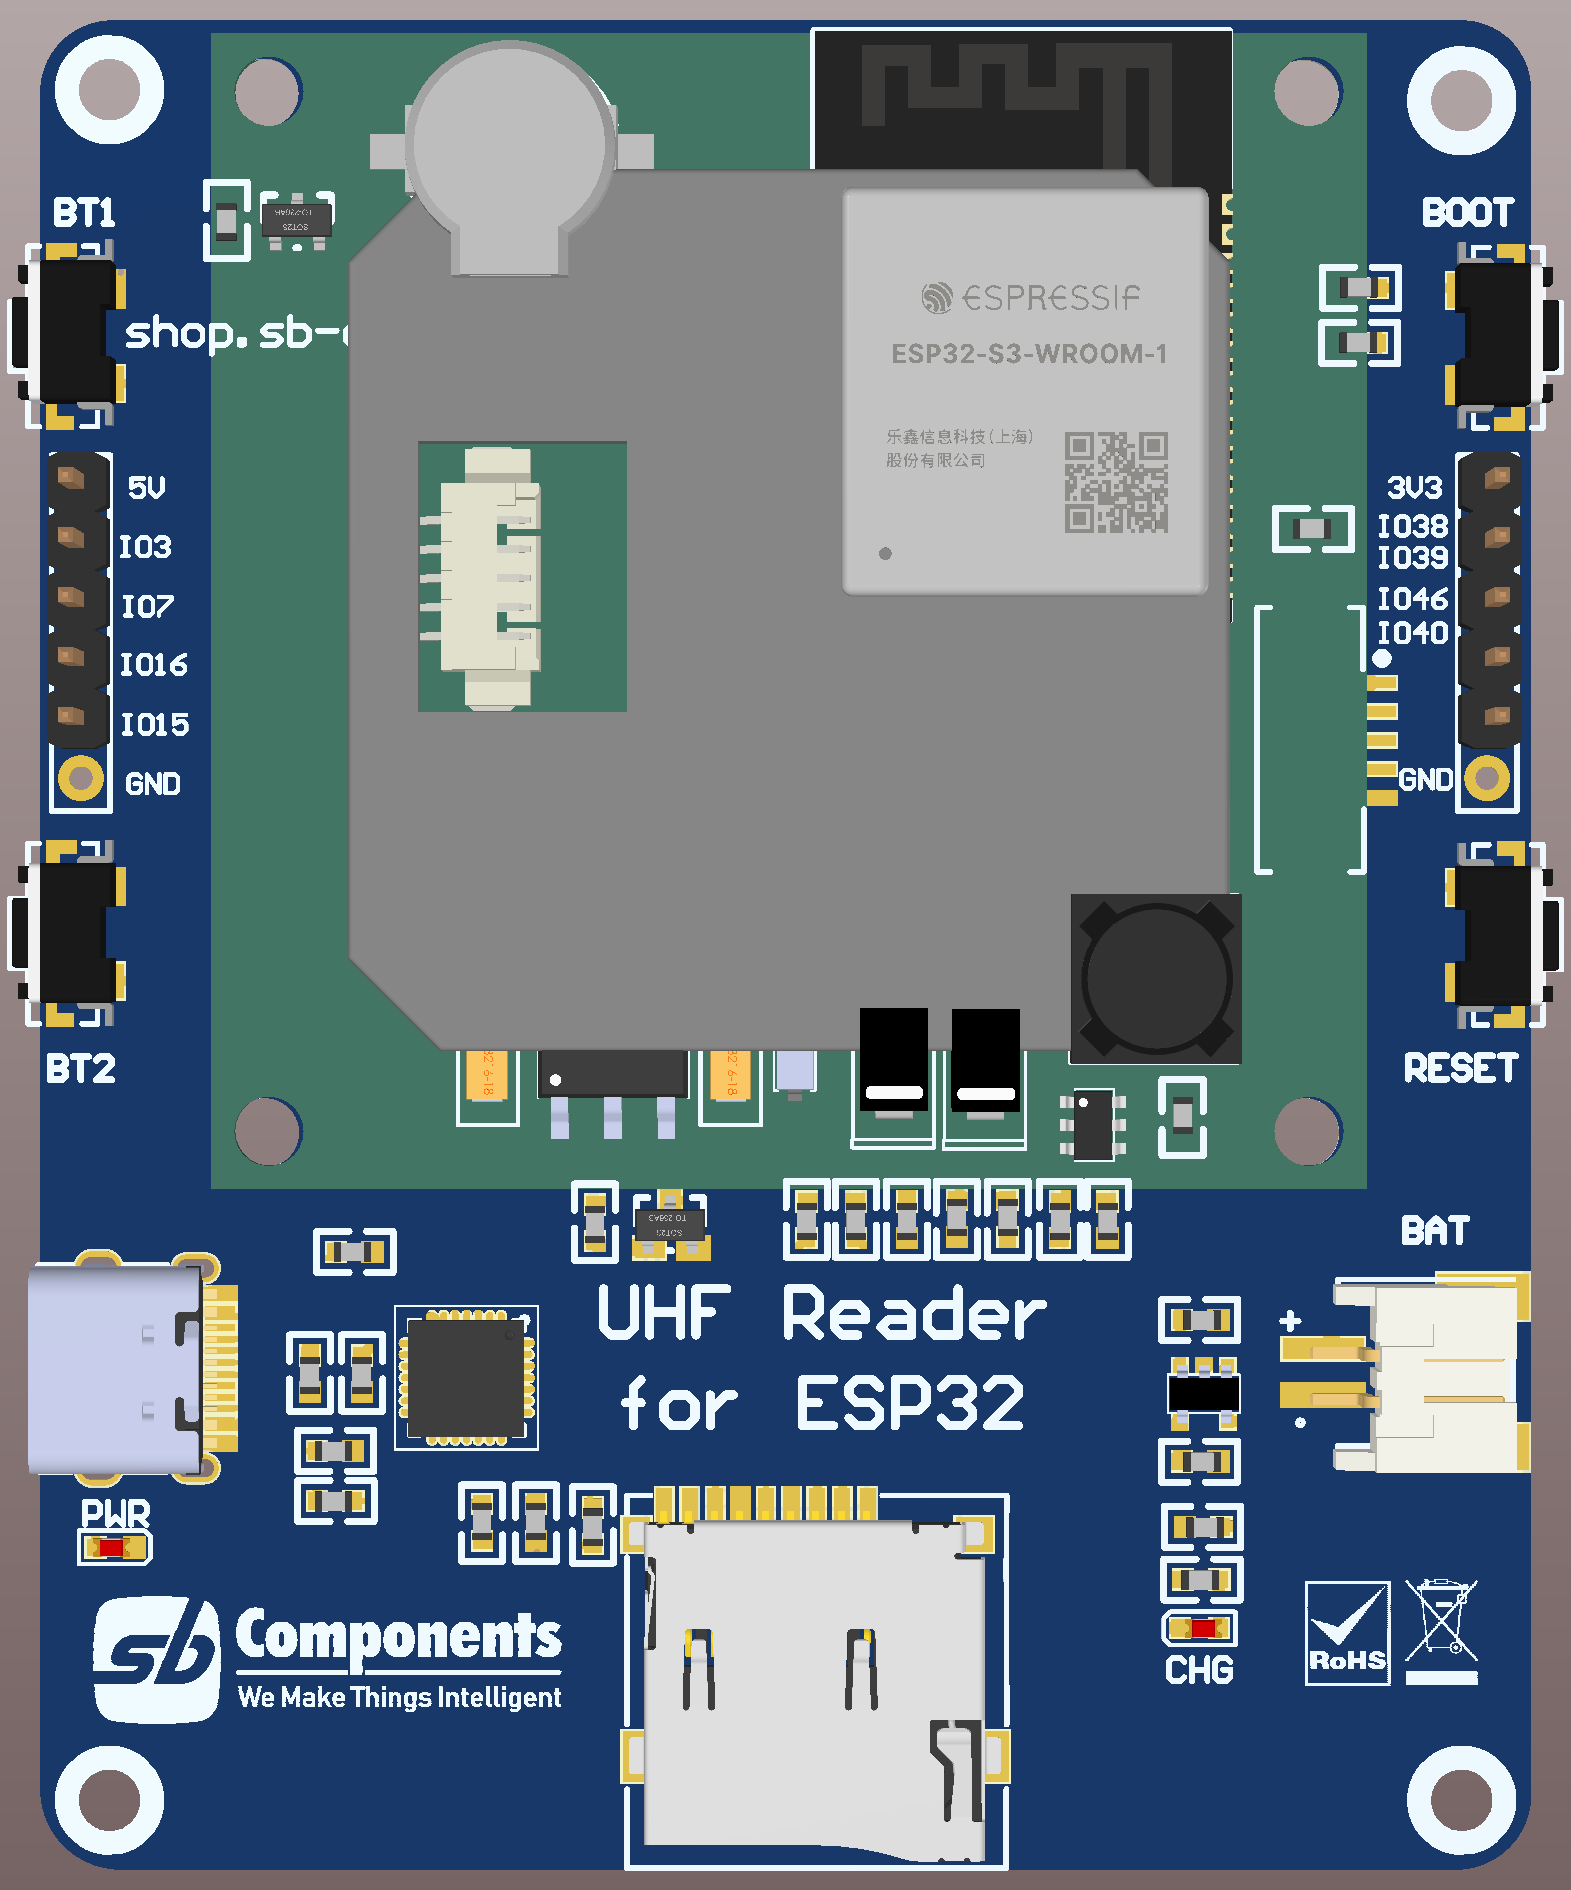 BT1
BOOT
shop.sb-
ESPRESSIF
ESP32-S3-WROOM-1
乐鑫信息科技(上海)
股份有限公司
5V
IO3
IO7
IO16
IO15
GND
3V3
IO38
IO39
IO46
IO40
GND
BT2
RESET
BAT
+
UHF Reader
for ESP32
PWR
CHG
sb Components
We Make Things Intelligent
RoHS